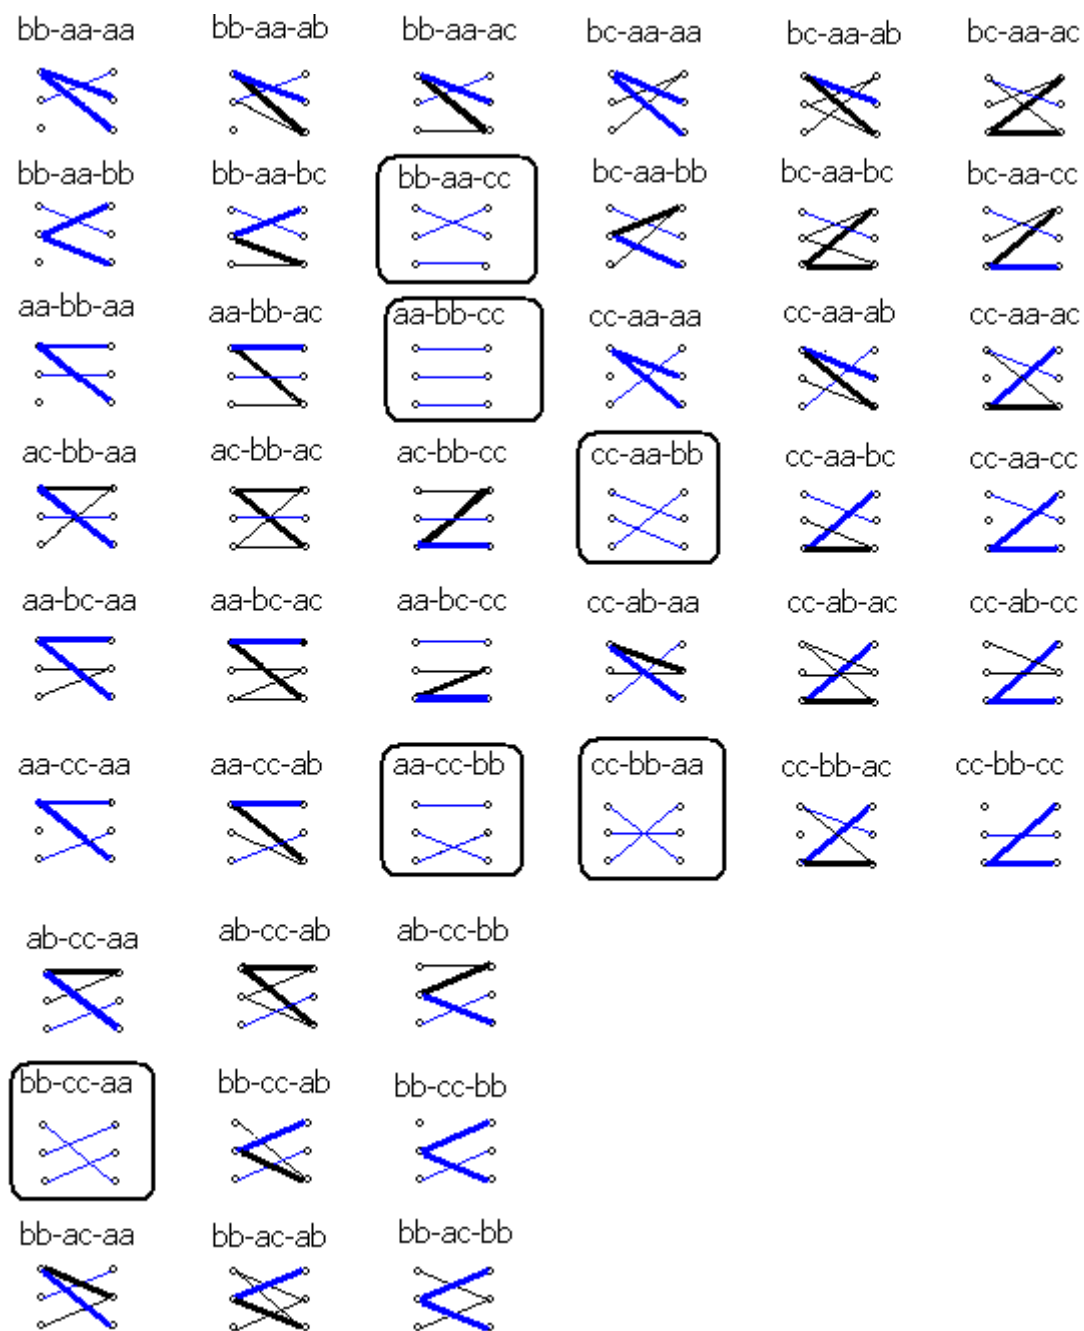 bb-aa-aa bb-aa-ab bb-aa-ac bc-aa-aa bc-aa-ab bc-aa-ac
bb-aa-bb bb-aa-bc bb-aa-cc bc-aa-bb bc-aa-bc bc-aa-cc
aa-bb-aa aa-bb-ac aa-bb-cc cc-aa-aa cc-aa-ab cc-aa-ac
ac-bb-aa ac-bb-ac ac-bb-cc cc-aa-bb cc-aa-bc cc-aa-cc
aa-bc-aa aa-bc-ac aa-bc-cc cc-ab-aa cc-ab-ac cc-ab-cc
aa-cc-aa aa-cc-ab aa-cc-bb cc-bb-aa cc-bb-ac cc-bb-cc
ab-cc-aa ab-cc-ab ab-cc-bb
bb-cc-aa bb-cc-ab bb-cc-bb
bb-ac-aa bb-ac-ab bb-ac-bb